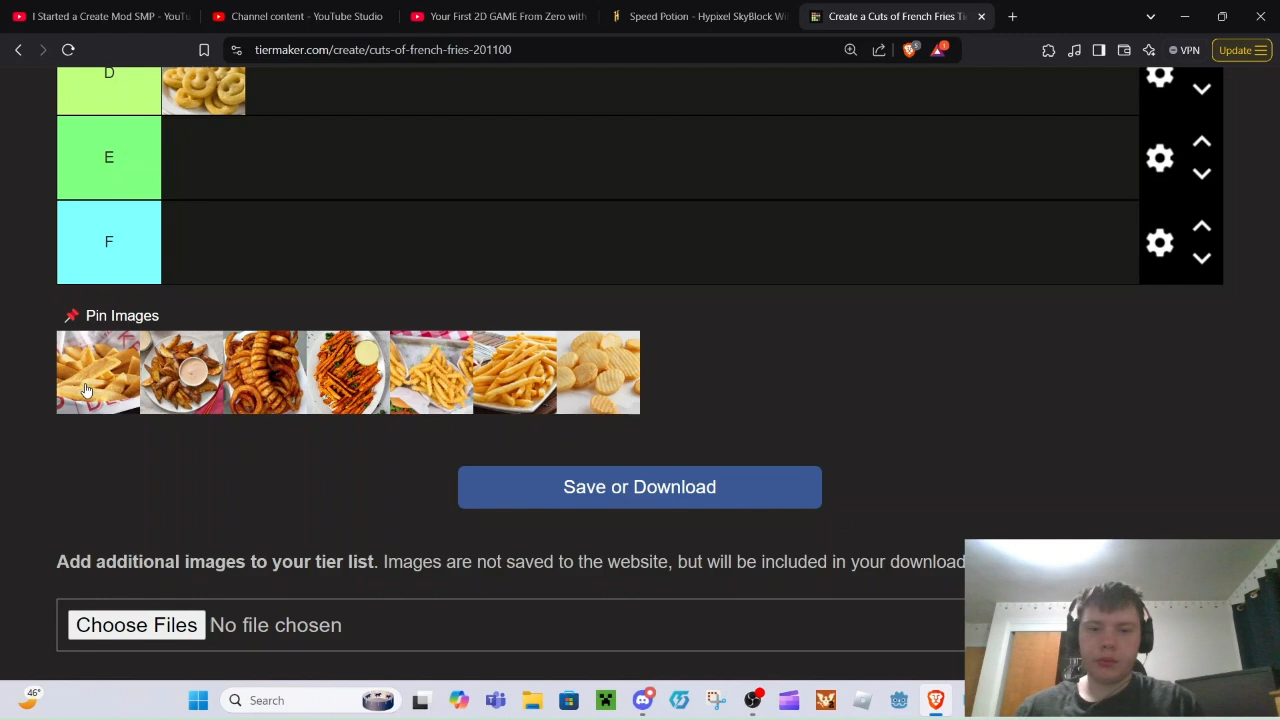 I Started a Create Mod SMP - YouTu
Channel content - YouTube Studio
Your First 2D GAME From Zero with
Speed Potion - Hypixel SkyBlock Wi
Create a Cuts of French Fries Ti
tiermaker.com/create/cuts-of-french-fries-201100
5
1
VPN
Update
D
E
F
Pin Images
Save or Download
Add additional images to your tier list. Images are not saved to the website, but will be included in your download
Choose Files No file chosen
46°
Search